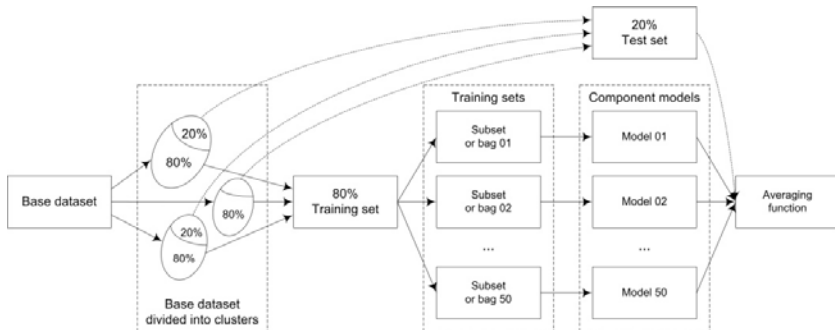 20%
Test set
Training sets
Component models
20%
80%
Subset
or bag 01
Model 01
Base dataset
80%
Training set
80%
Subset
or bag 02
Model 02
Averaging
function
20%
80%
...
...
Subset
or bag 50
Model 50
Base dataset
divided into clusters